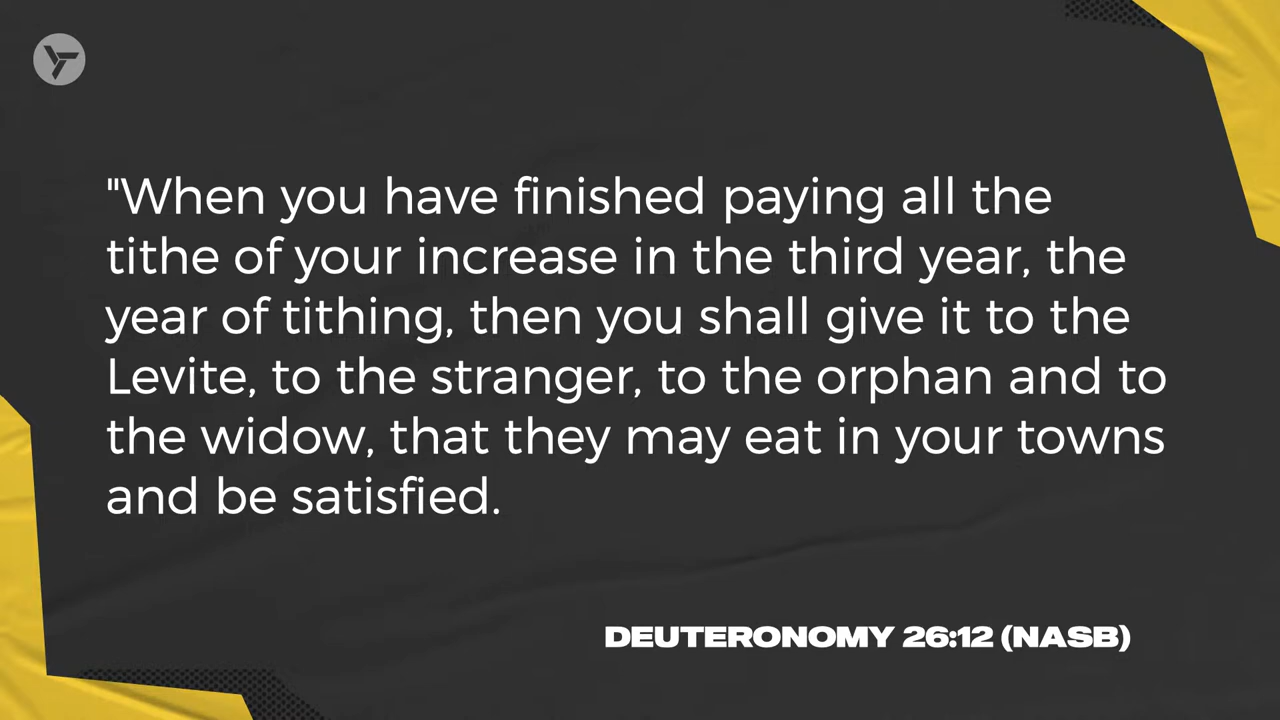 "When you have finished paying all the
tithe of your increase in the third year, the
year of tithing, then you shall give it to the
Levite, to the stranger, to the orphan and to
the widow, that they may eat in your towns
and be satisfied.
DEUTERONOMY 26:12 (NASB)